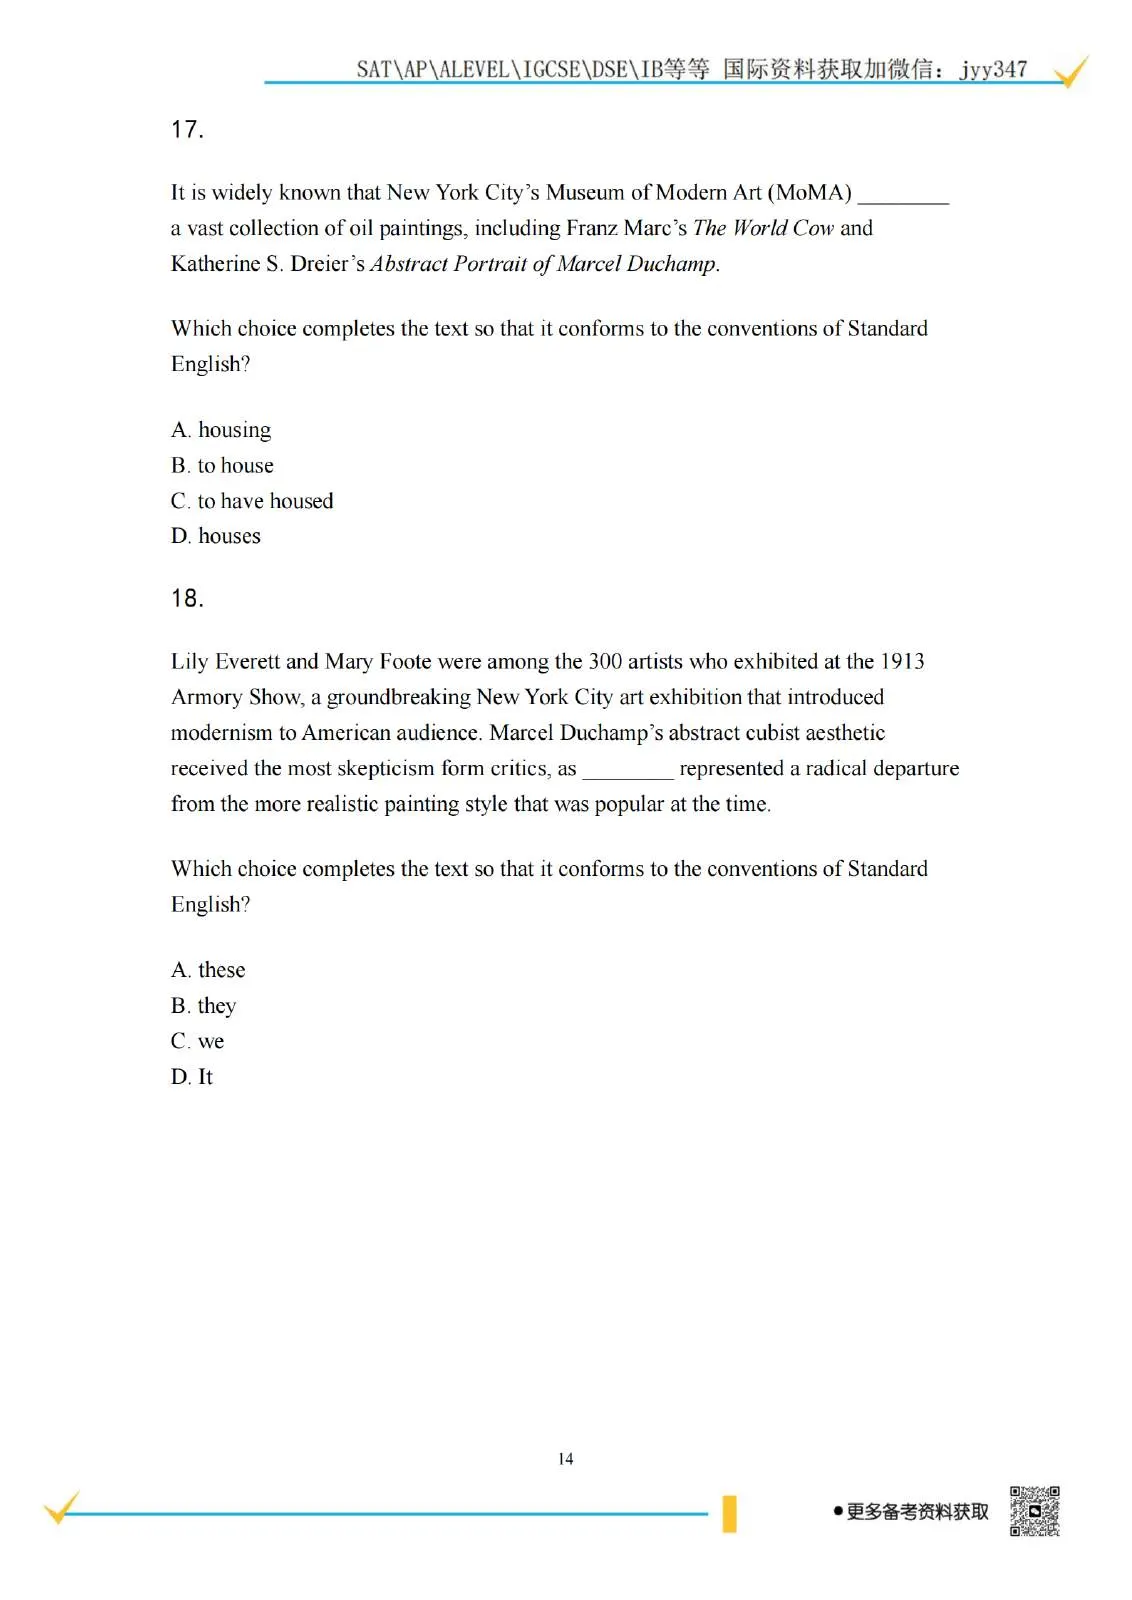 SAT\AP\ALEVEL\IGCSE\DSE\IB等等 国际资料获取加微信：jyy347
17.
It is widely known that New York City’s Museum of Modern Art (MoMA) ________
a vast collection of oil paintings, including Franz Marc’s The World Cow and
Katherine S. Dreier’s Abstract Portrait of Marcel Duchamp.
Which choice completes the text so that it conforms to the conventions of Standard
English?
A. housing
B. to house
C. to have housed
D. houses
18.
Lily Everett and Mary Foote were among the 300 artists who exhibited at the 1913
Armory Show, a groundbreaking New York City art exhibition that introduced
modernism to American audience. Marcel Duchamp’s abstract cubist aesthetic
received the most skepticism form critics, as ________ represented a radical departure
from the more realistic painting style that was popular at the time.
Which choice completes the text so that it conforms to the conventions of Standard
English?
A. these
B. they
C. we
D. It
14
●更多备考资料获取